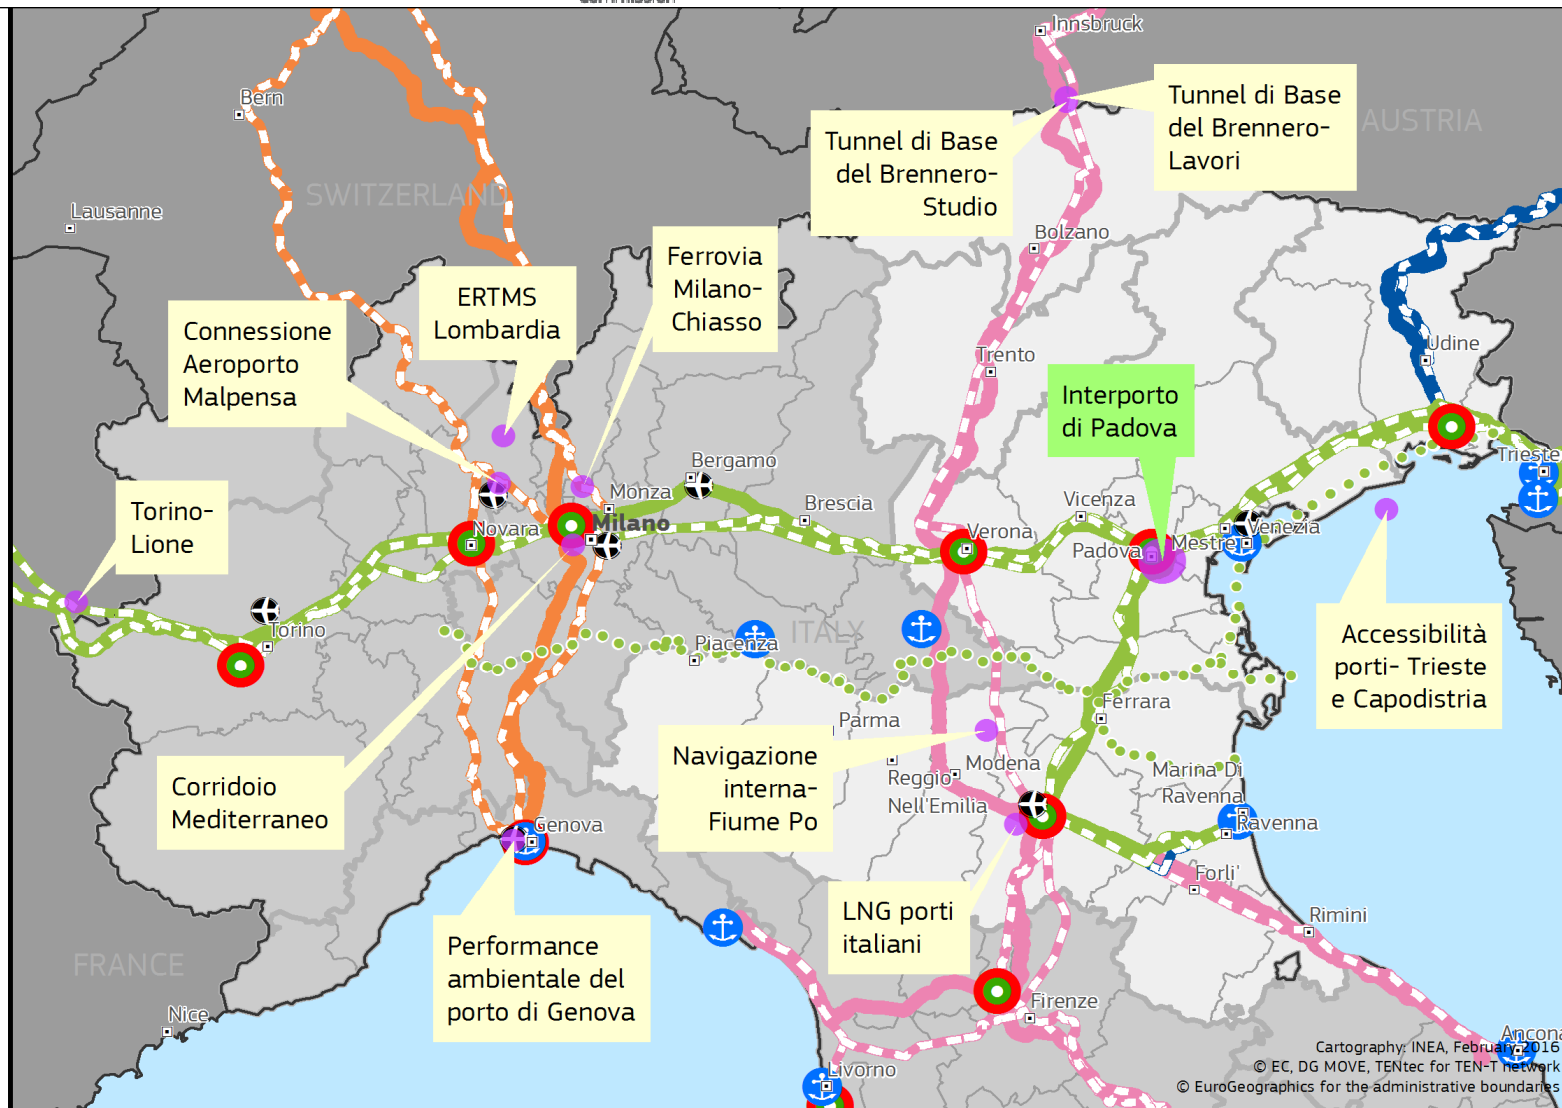 Innsbruck
Tunnel di Base
del Brennero-
Lavori
AUSTRIA
Bern
Tunnel di Base
del Brennero-
Studio
SWITZERLAND
Lausanne
Bolzano
Ferrovia
Milano-
Chiasso
ERTMS
Lombardia
Connessione
Aeroporto
Malpensa
Udine
Trento
Interporto
di Padova
Trieste
Bergamo
Monza
Brescia
Vicenza
Torino-
Lione
Novara
Milano
Verona
Padova
Mestre
Venezia
Torino
Piacenza
ITALY
Accessibilità
porti- Trieste
e Capodistria
Ferrara
Parma
Navigazione
interna-
Fiume Po
Reggio
Nell'Emilia
Modena
Marina Di
Ravenna
Corridoio
Mediterraneo
Genova
Ravenna
Forli'
LNG porti
italiani
Rimini
Performance
ambientale del
porto di Genova
FRANCE
Nice
Firenze
Ancona
Livorno
Cartography: INEA, February 2016
© EC, DG MOVE, TENtec for TEN-T network
© EuroGeographics for the administrative boundaries